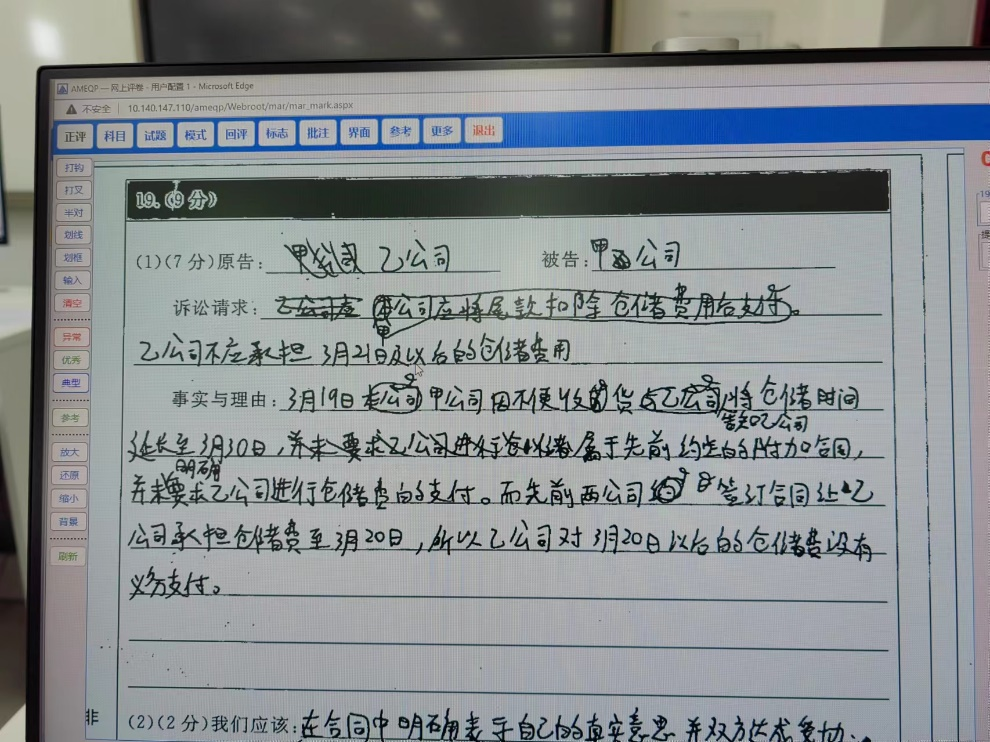 AMEQP — 网上评卷 - 用户配置 1 - Microsoft Edge
不安全 | 10.140.147.110/ameqp/Webroot/mar/mar_mark.aspx
正评 科目 试题 模式 回评 标志 批注 界面 参考 更多 退出
打钩
打叉
半对
划线
划框
输入
清空
异常
优秀
典型
参考
放大
还原
缩小
背景
刷新
19.(9分)
(1)(7分)原告: 乙公司 被告: 甲公司
诉讼请求: 公司应将尾款扣除仓储费用后支付。
甲
乙公司不应承担3月21日及以后的仓储费用
事实与理由: 3月19日 甲公司因不便收货 与乙公司将仓储时间
告知乙公司
延长至3月30日,并未要求乙公司进行 属于先前约定的附加合同,
明确
并未要求乙公司进行仓储费的支付。而先前两公司 签订合同让乙
公司承担仓储费至3月20日,所以乙公司对3月20日以后的仓储费没有
义务支付。
非
(2)(2分)我们应该: 在合同中明确表示自己的真实意思并双方达成
19